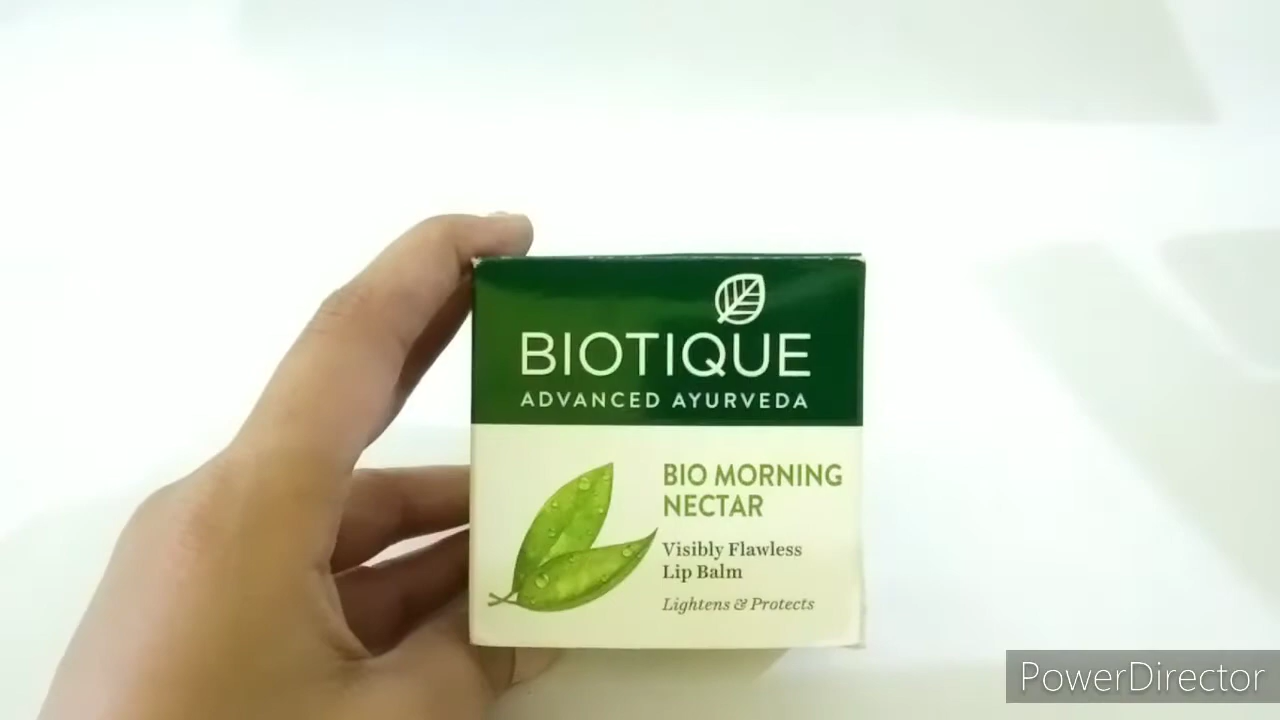 BIOTIQUE
ADVANCED AYURVEDA
BIO MORNING
NECTAR
Visibly Flawless
Lip Balm
Lightens & Protects
PowerDirector